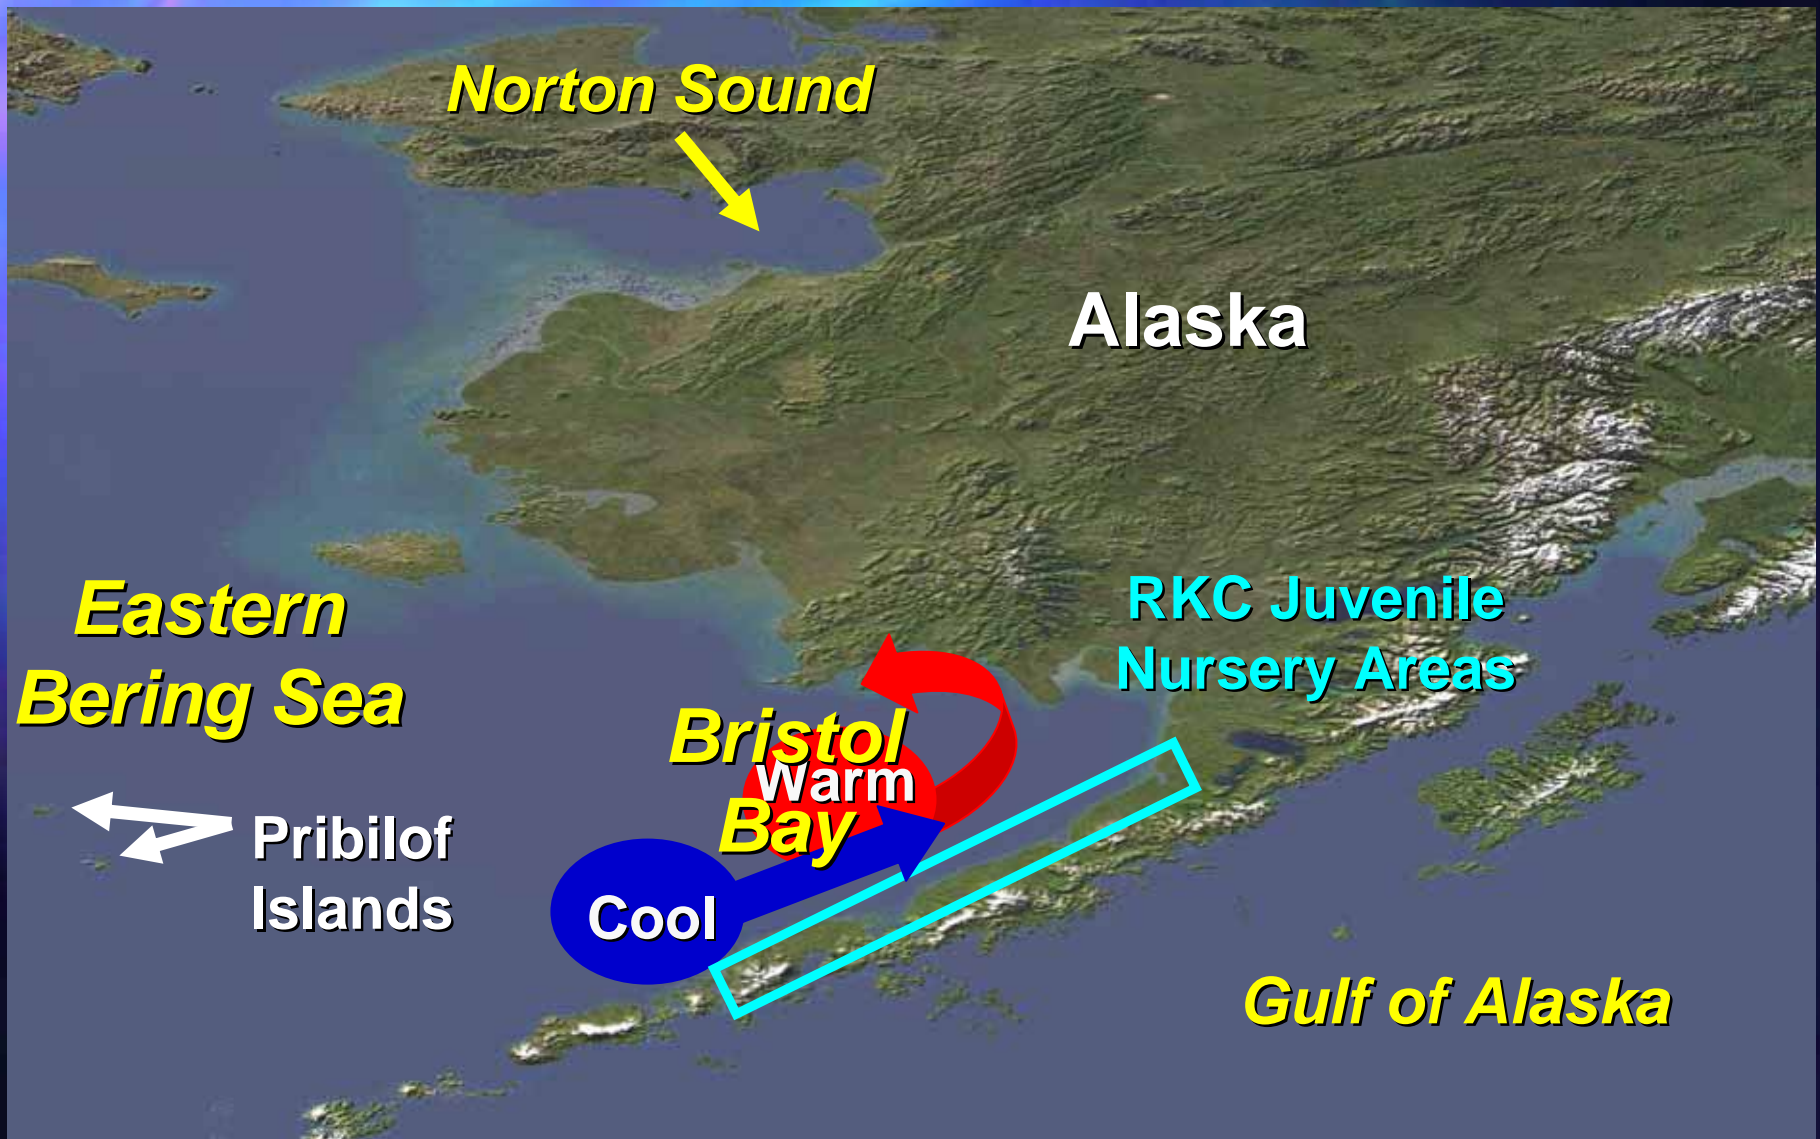 Norton Sound
Alaska
Eastern
Bering Sea
RKC Juvenile
Nursery Areas
Bristol
Warm
Bay
Pribilof
Islands
Cool
Gulf of Alaska